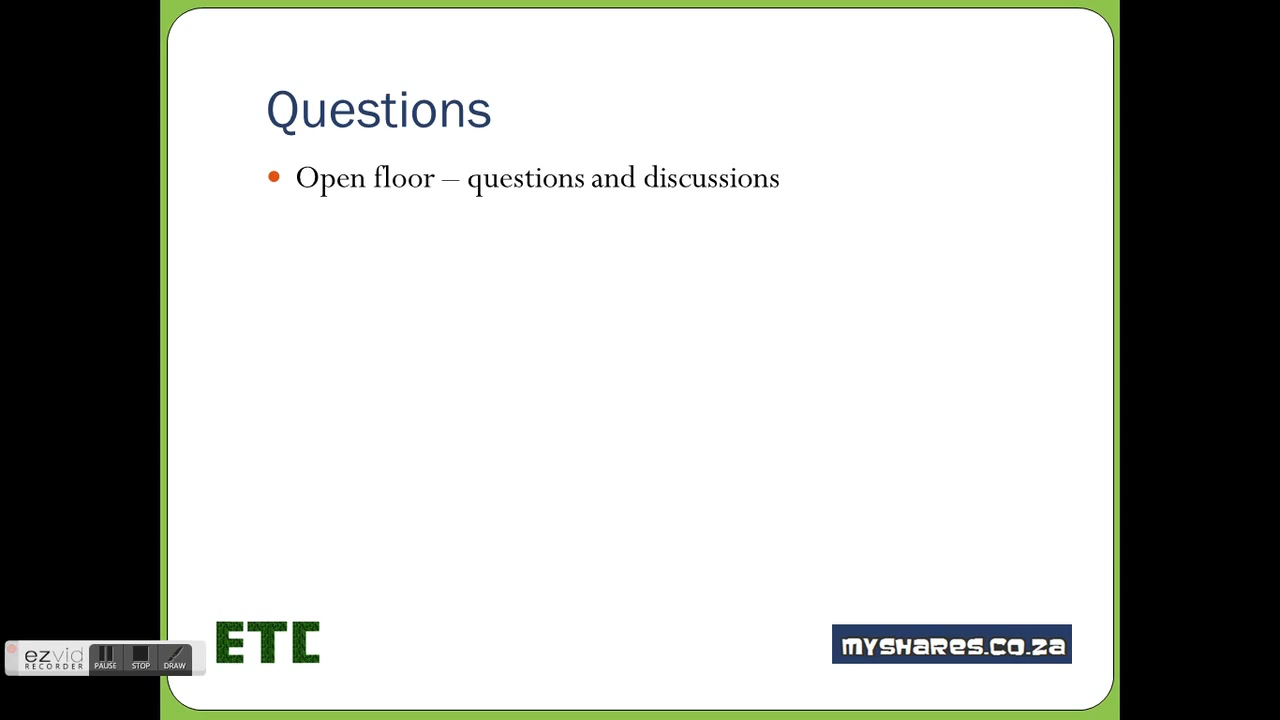 Questions
• Open floor – questions and discussions
ETC
MYSHARES.CO.ZA
ezvid
RECORDER
PAUSE STOP DRAW